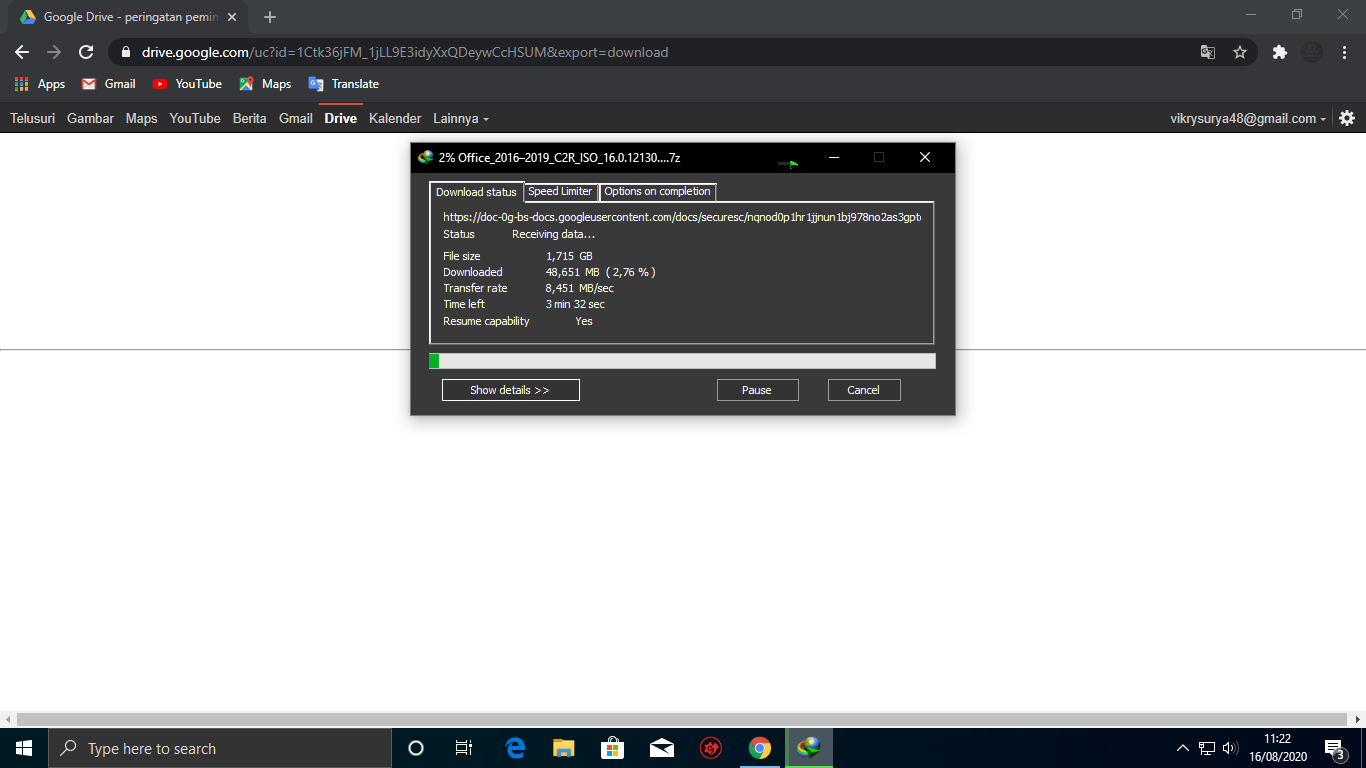 Google Drive - peringatan pemin
drive.google.com/uc?id=1Ctk36jFM_1jLL9E3idyXxQDeywCcHSUM&export=download
Apps Gmail YouTube Maps Translate
Telusuri Gambar Maps YouTube Berita Gmail Drive Kalender Lainnya vikrysurya48@gmail.com
2% Office_2016–2019_C2R_ISO_16.0.12130....7z
Download status Speed Limiter Options on completion
https://doc-0g-bs-docs.googleusercontent.com/docs/securesc/nqnod0p1hr1jjnun1bj978no2as3gpt
Status Receiving data...
File size 1,715 GB
Downloaded 48,651 MB ( 2,76 % )
Transfer rate 8,451 MB/sec
Time left 3 min 32 sec
Resume capability Yes
Show details >> Pause Cancel
Type here to search
11:22
16/08/2020
3